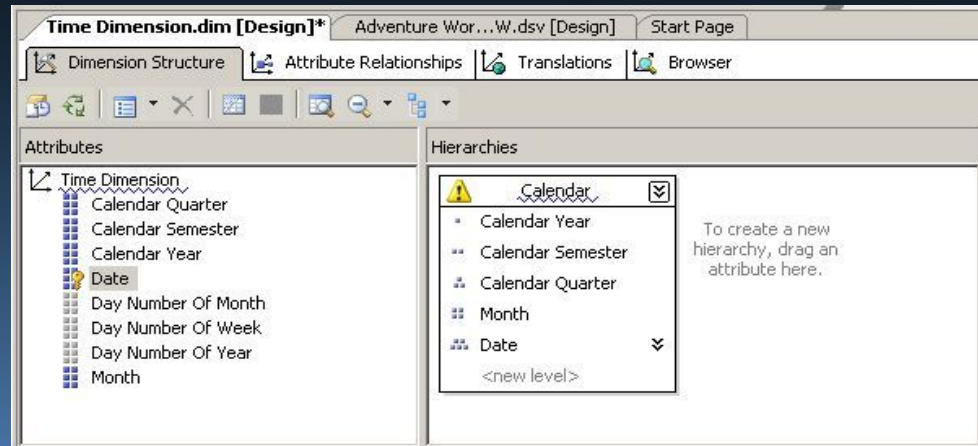 Time Dimension.dim [Design]* Adventure Wor...W.dsv [Design] Start Page
Dimension Structure Attribute Relationships Translations Browser
Attributes
Time Dimension
Calendar Quarter
Calendar Semester
Calendar Year
Date
Day Number Of Month
Day Number Of Week
Day Number Of Year
Month
Hierarchies
Calendar
Calendar Year
Calendar Semester
Calendar Quarter
Month
Date
<new level>
To create a new
hierarchy, drag an
attribute here.